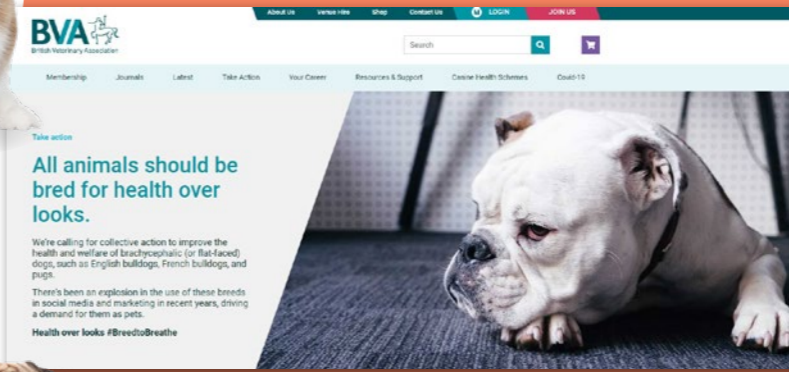 About Us Venue Hire Shop Contact Us LOGIN JOIN US
BVA
British Veterinary Association
Search
Membership Journals Latest Take Action Your Career Resources & Support Canine Health Schemes Covid-19
Take action
All animals should be
bred for health over
looks.
We're calling for collective action to improve the
health and welfare of brachycephalic (or flat-faced)
dogs, such as English bulldogs, French bulldogs, and
pugs.
There's been an explosion in the use of these breeds
in social media and marketing in recent years, driving
a demand for them as pets.
Health over looks #BreedtoBreathe